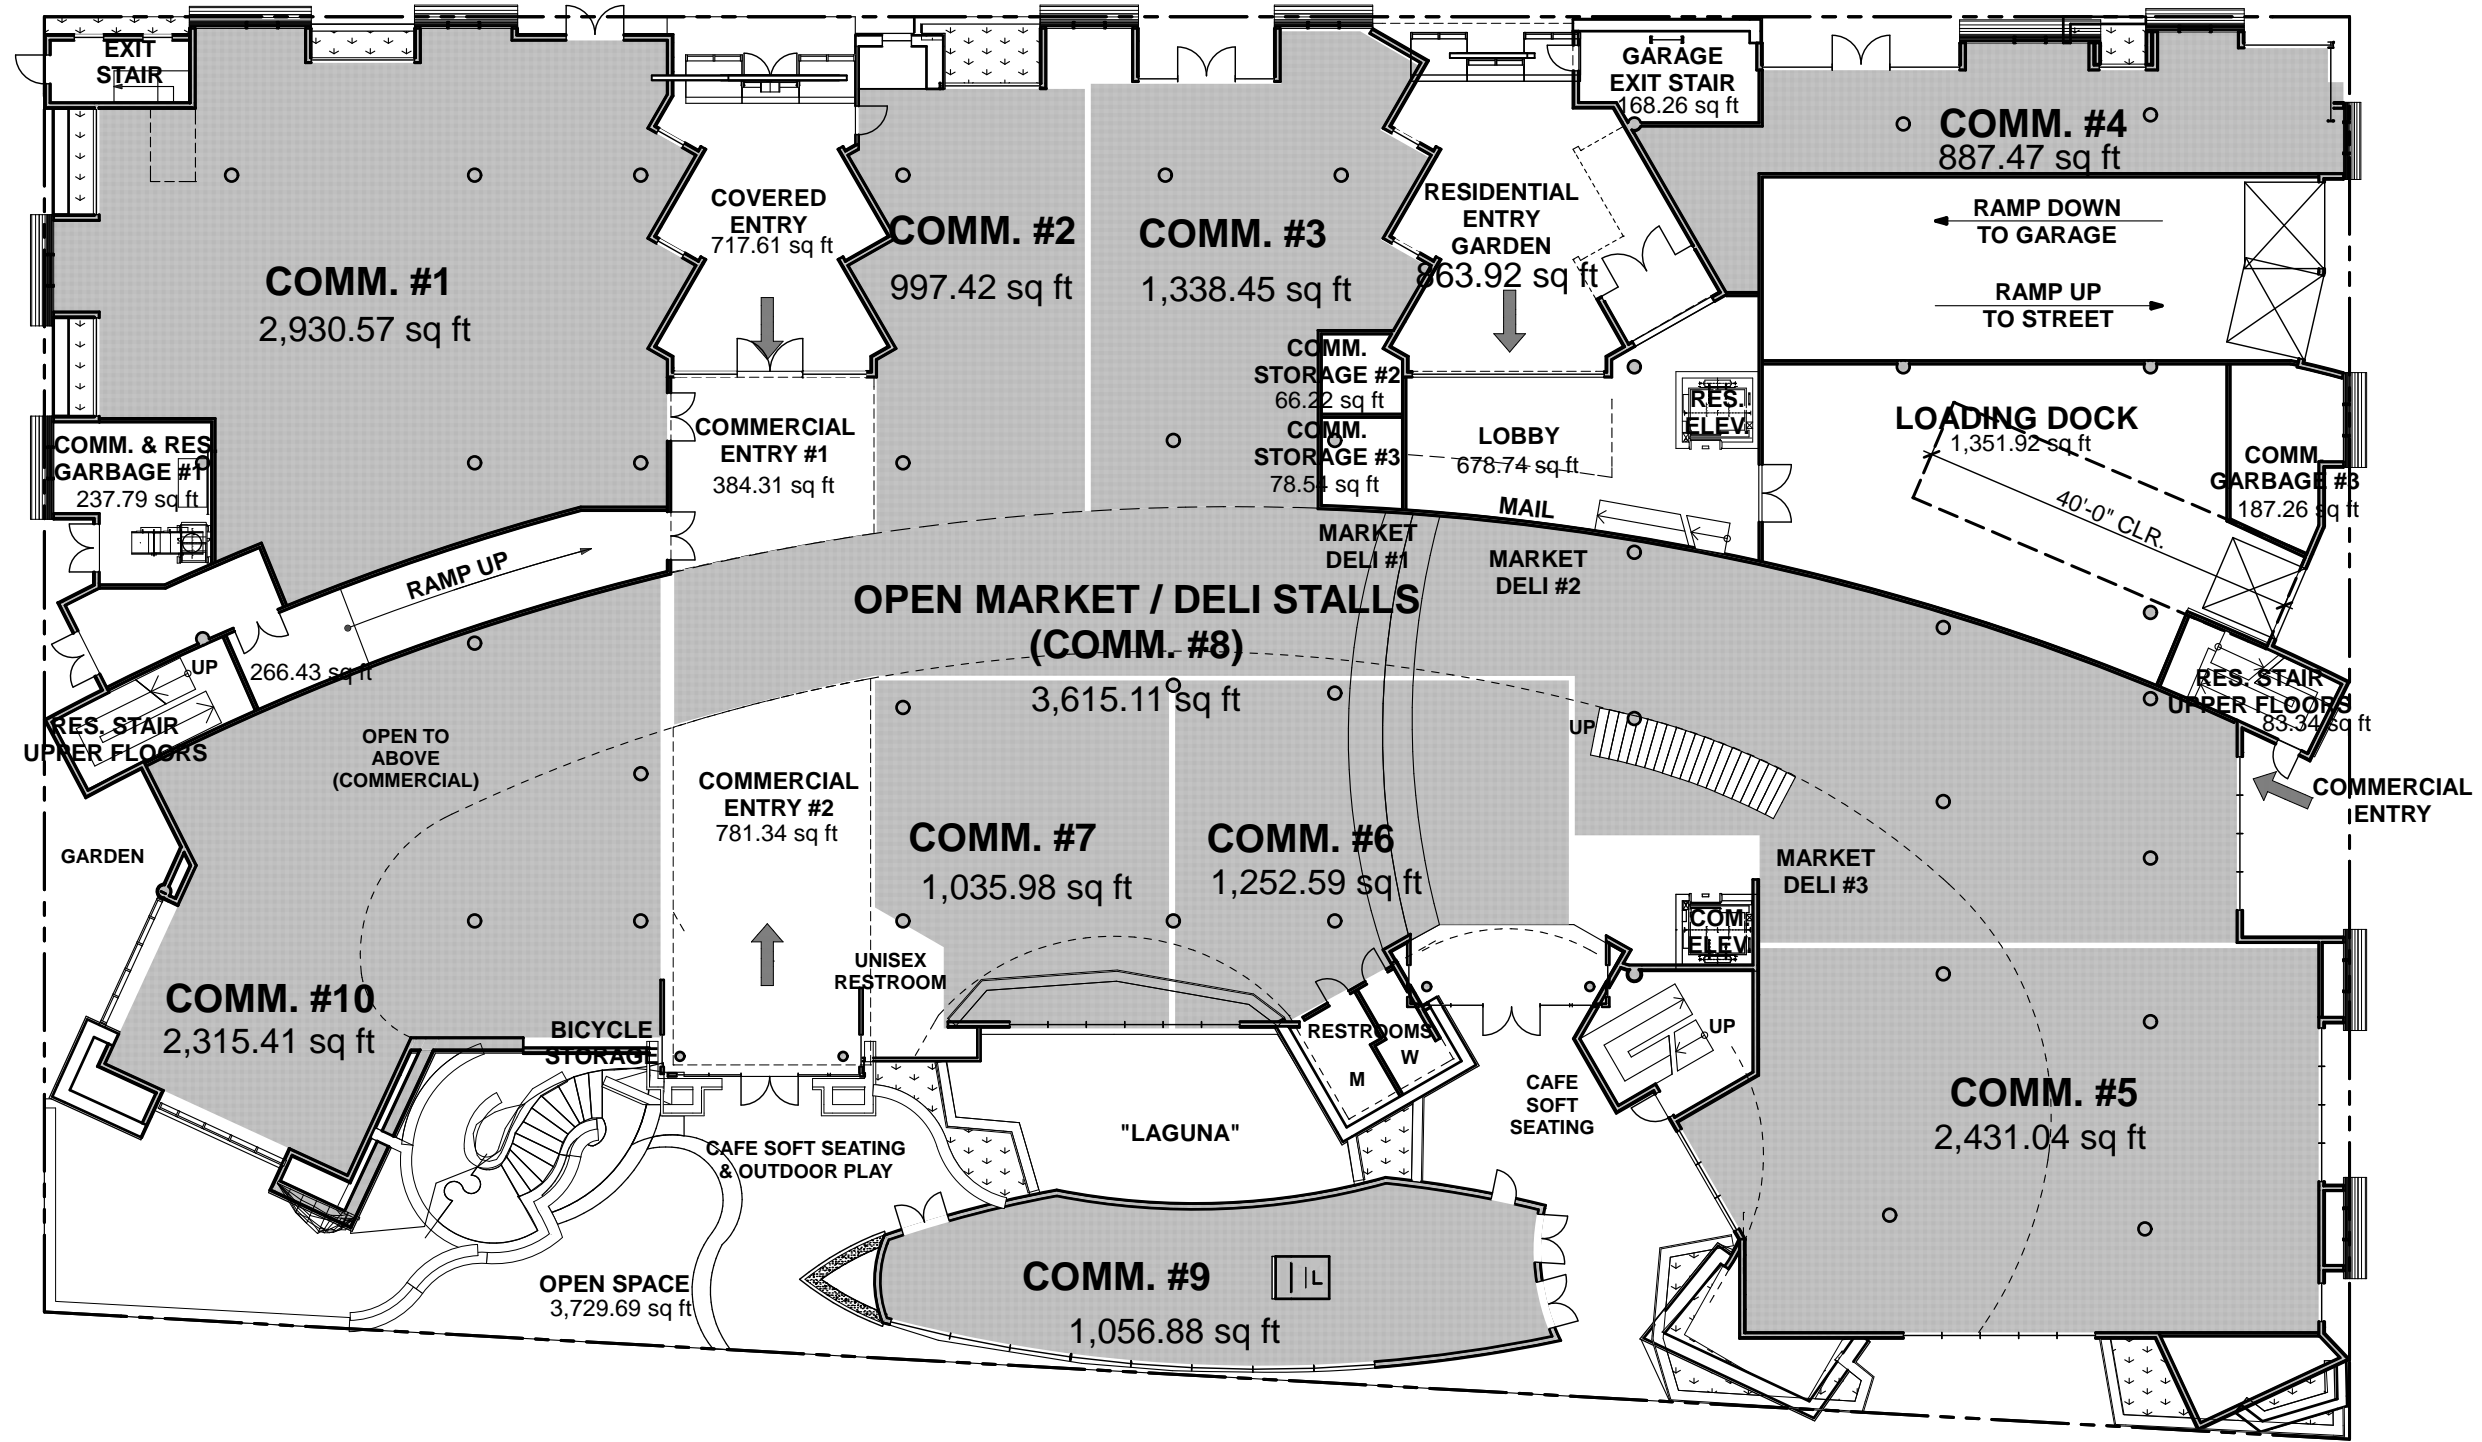 EXIT
STAIR
GARAGE
EXIT STAIR
168.26 sq ft
COMM. #4
887.47 sq ft
COVERED
ENTRY
717.61 sq ft
RESIDENTIAL
ENTRY
GARDEN
863.92 sq ft
COMM. #2
997.42 sq ft
COMM. #3
1,338.45 sq ft
COMM. #1
2,930.57 sq ft
RAMP DOWN
TO GARAGE
RAMP UP
TO STREET
COMM.
STORAGE #2
66.22 sq ft
COMM.
STORAGE #3
78.54 sq ft
RES.
ELEV.
LOADING DOCK
1,351.92 sq ft
40'-0" CLR.
COMM.
GARBAGE #3
187.26 sq ft
COMM. & RES.
GARBAGE #1
237.79 sq ft
COMMERCIAL
ENTRY #1
384.31 sq ft
LOBBY
678.74 sq ft
MAIL
MARKET
DELI #1
MARKET
DELI #2
RAMP UP
OPEN MARKET / DELI STALLS
(COMM. #8)
3,615.11 sq ft
UP
266.43 sq ft
RES. STAIR
UPPER FLOORS
RES. STAIR
UPPER FLOORS
83.34 sq ft
OPEN TO
ABOVE
(COMMERCIAL)
UP
COMMERCIAL
ENTRY
COMMERCIAL
ENTRY #2
781.34 sq ft
COMM. #7
1,035.98 sq ft
COMM. #6
1,252.59 sq ft
MARKET
DELI #3
GARDEN
COM.
ELEV.
UNISEX
RESTROOM
COMM. #10
2,315.41 sq ft
BICYCLE
STORAGE
RESTROOMS
W
M
UP
CAFE
SOFT
SEATING
COMM. #5
2,431.04 sq ft
"LAGUNA"
CAFE SOFT SEATING
& OUTDOOR PLAY
OPEN SPACE
3,729.69 sq ft
COMM. #9
L
1,056.88 sq ft